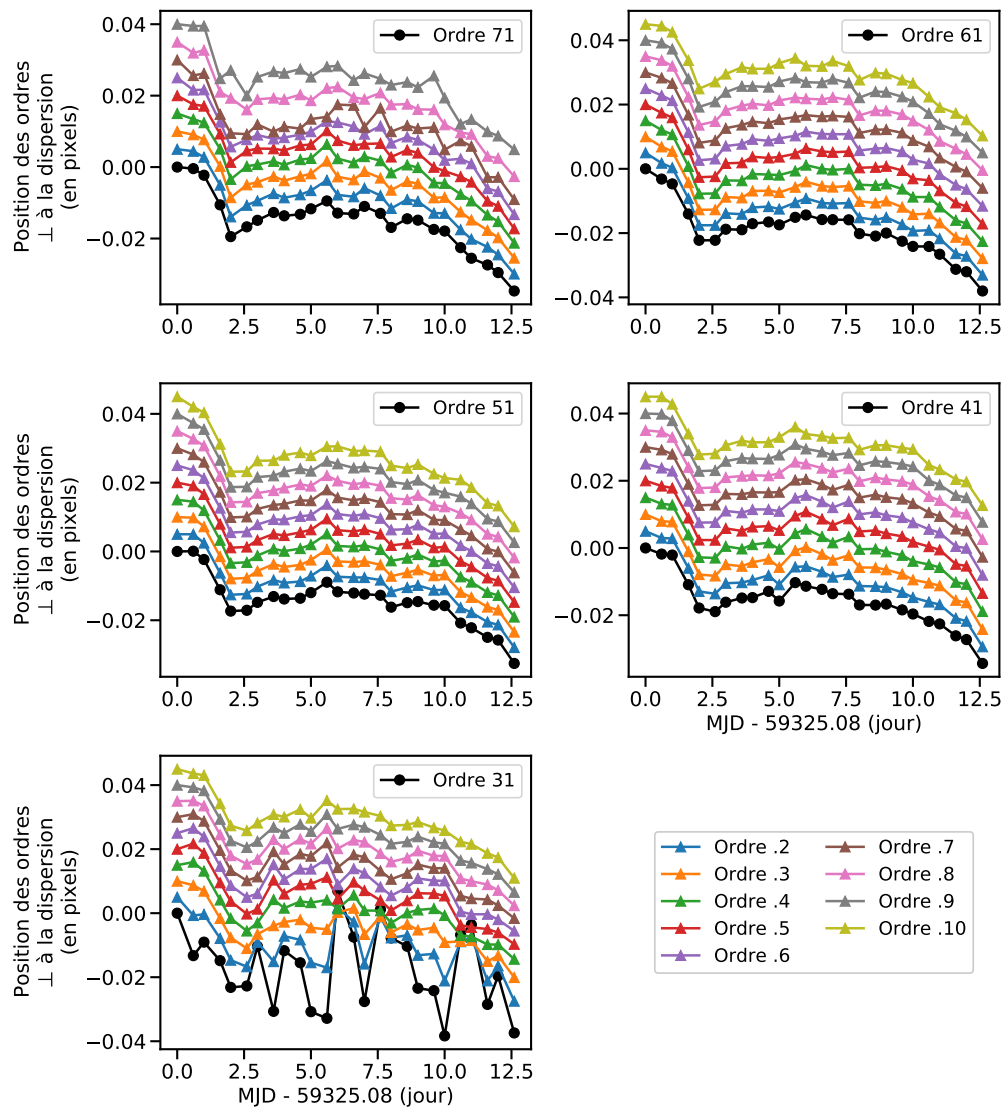 Position des ordres
⊥ à la dispersion
(en pixels)
0.04
0.02
0.00
−0.02
0.0
2.5
5.0
7.5
10.0
12.5
Ordre 71
0.04
0.02
0.00
−0.02
−0.04
0.0
2.5
5.0
7.5
10.0
12.5
Ordre 61
Position des ordres
⊥ à la dispersion
(en pixels)
0.04
0.02
0.00
−0.02
0.0
2.5
5.0
7.5
10.0
12.5
Ordre 51
0.04
0.02
0.00
−0.02
0.0
2.5
5.0
7.5
10.0
12.5
MJD - 59325.08 (jour)
Ordre 41
Position des ordres
⊥ à la dispersion
(en pixels)
0.04
0.02
0.00
−0.02
−0.04
0.0
2.5
5.0
7.5
10.0
12.5
MJD - 59325.08 (jour)
Ordre 31
Ordre .2
Ordre .3
Ordre .4
Ordre .5
Ordre .6
Ordre .7
Ordre .8
Ordre .9
Ordre .10